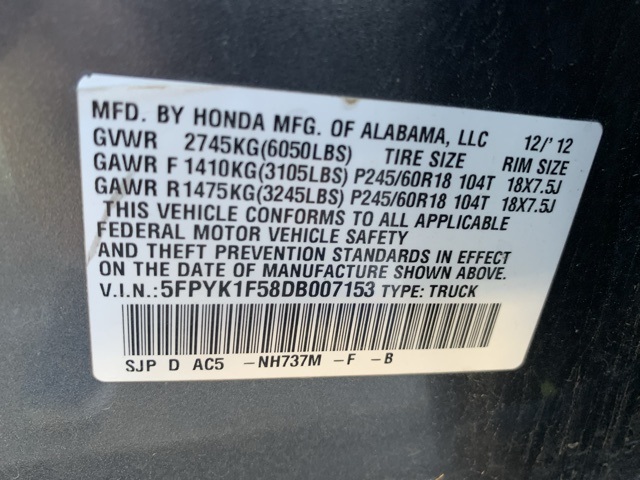 MFD. BY HONDA MFG. OF ALABAMA, LLC 12/'12
GVWR 2745KG(6050LBS) TIRE SIZE RIM SIZE
GAWR F 1410KG(3105LBS) P245/60R18 104T 18X7.5J
GAWR R1475KG(3245LBS) P245/60R18 104T 18X7.5J
THIS VEHICLE CONFORMS TO ALL APPLICABLE
FEDERAL MOTOR VEHICLE SAFETY
AND THEFT PREVENTION STANDARDS IN EFFECT
ON THE DATE OF MANUFACTURE SHOWN ABOVE.
V.I.N.:5FPYK1F58DB007153 TYPE: TRUCK
SJP D AC5 -NH737M -F -B